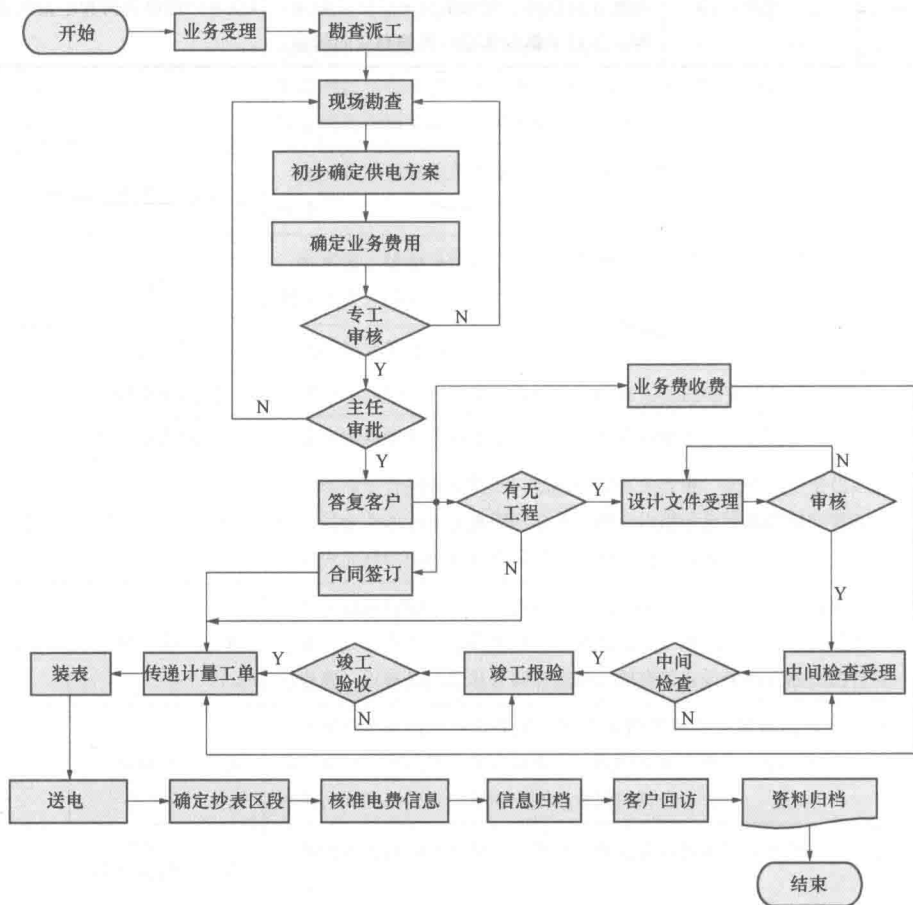 开始
业务受理
勘查派工
现场勘查
初步确定供电方案
确定业务费用
专工
审核
N
Y
业务费收费
主任
审批
N
Y
答复客户
有无
工程
Y
设计文件受理
N
审核
合同签订
N
Y
装表
传递计量工单
Y
竣工
验收
N
竣工报验
Y
中间
检查
N
中间检查受理
送电
确定抄表区段
核准电费信息
信息归档
客户回访
资料归档
结束